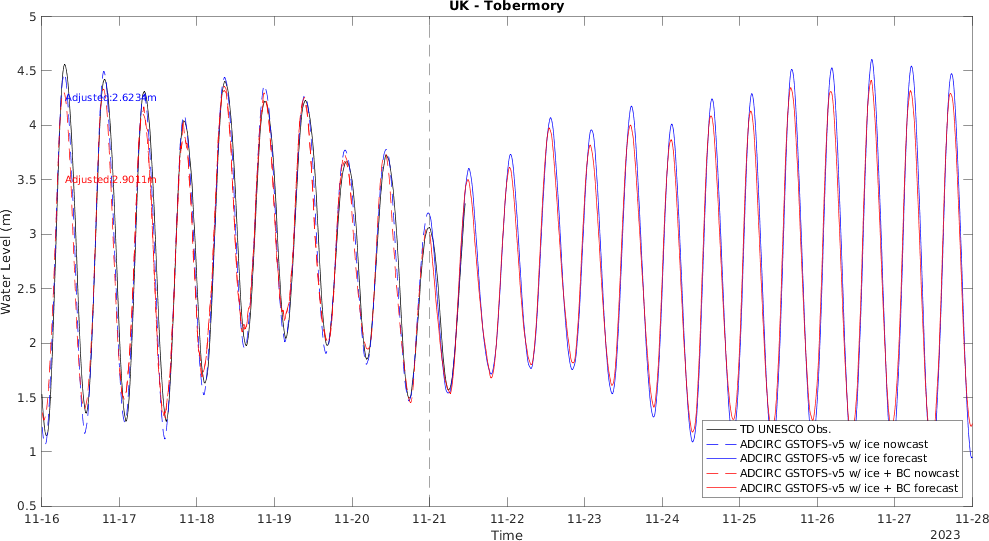 UK - Tobermory
5
4.5
4
3.5
3
2.5
2
1.5
1
0.5
Water Level (m)
Adjusted:2.6234m
Adjusted:2.9011m
TD UNESCO Obs.
ADCIRC GSTOFS-v5 w/ ice nowcast
ADCIRC GSTOFS-v5 w/ ice forecast
ADCIRC GSTOFS-v5 w/ ice + BC nowcast
ADCIRC GSTOFS-v5 w/ ice + BC forecast
11-16 11-17 11-18 11-19 11-20 11-21 11-22 11-23 11-24 11-25 11-26 11-27 11-28
Time
2023